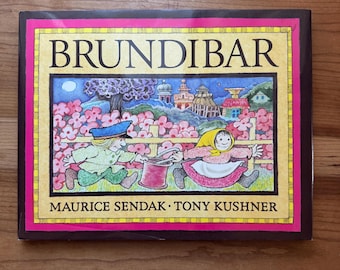 BRUNDIBAR
MAURICE SENDAK · TONY KUSHNER